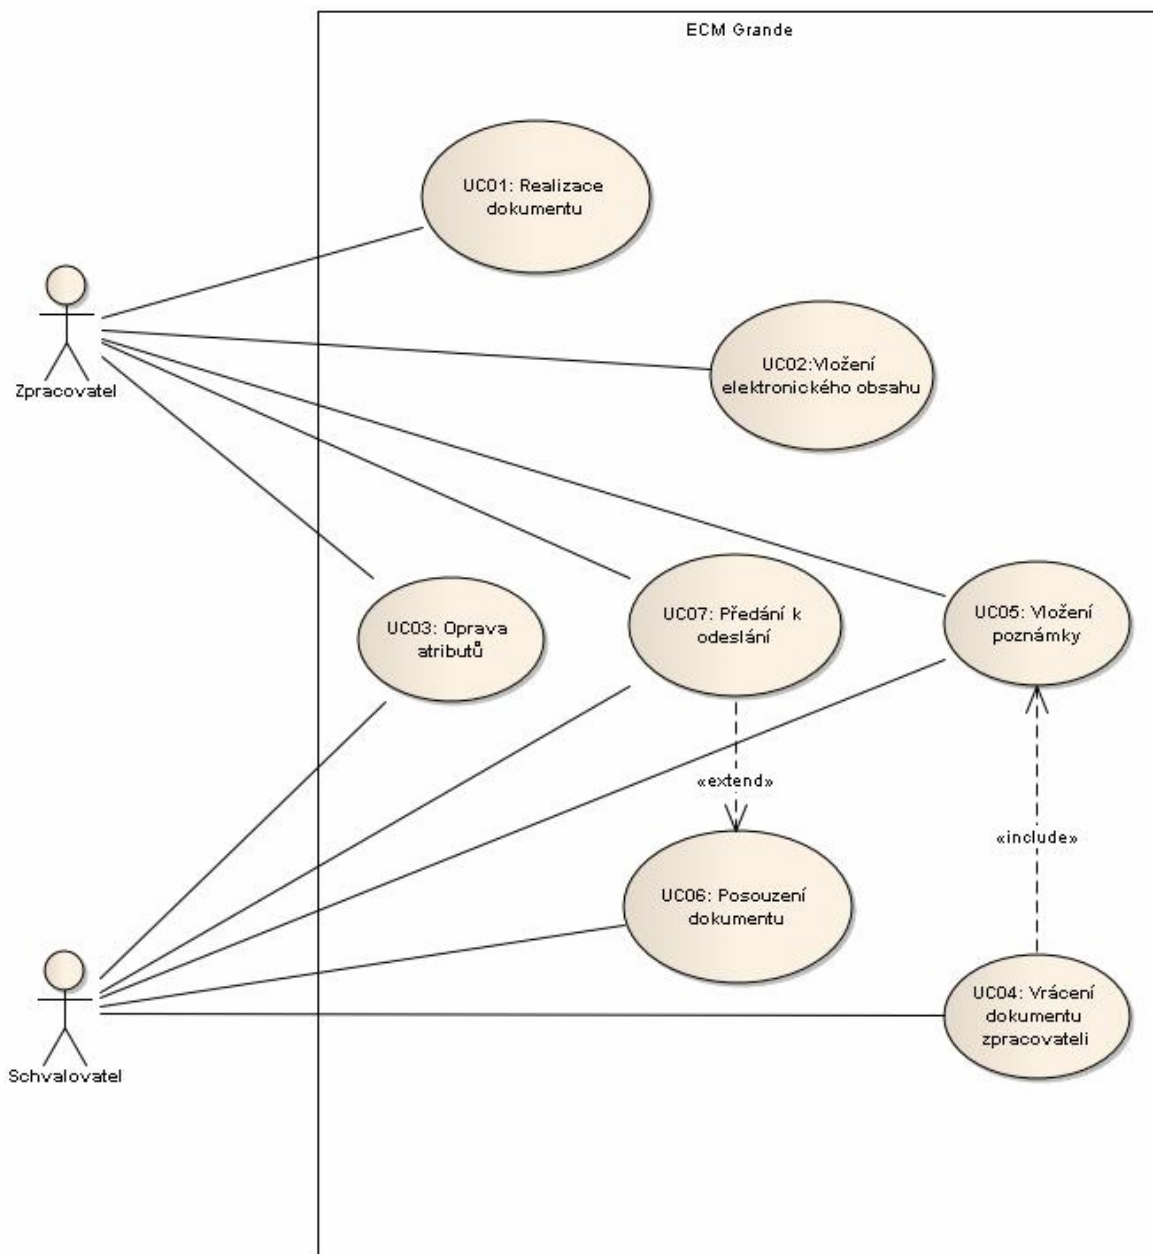 ECM Grande
UC01: Realizace
dokumentu
Zpracovatel
UC02:Vložení
elektronického obsahu
UC03: Oprava
atributů
UC07: Předání k
odeslání
UC05: Vložení
poznámky
«extend»
«include»
UC06: Posouzení
dokumentu
UC04: Vrácení
dokumentu
zpracovateli
Schvalovatel